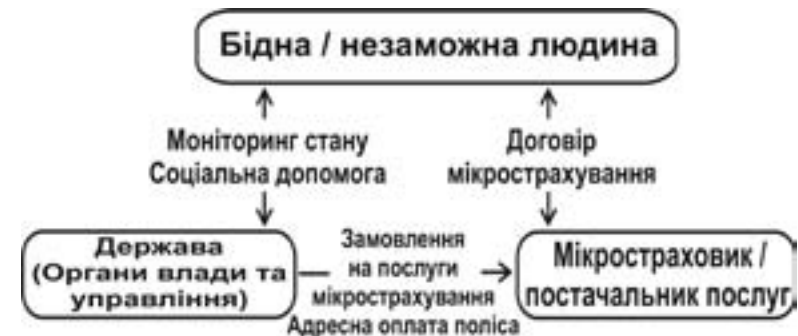 Бідна / незаможна людина
Моніторинг стану
Соціальна допомога
Договір
мікрострахування
Держава
(Органи влади та
управління)
Замовлення
на послуги
мікрострахування
Адресна оплата поліса
Мікространовик /
постачальник послуг